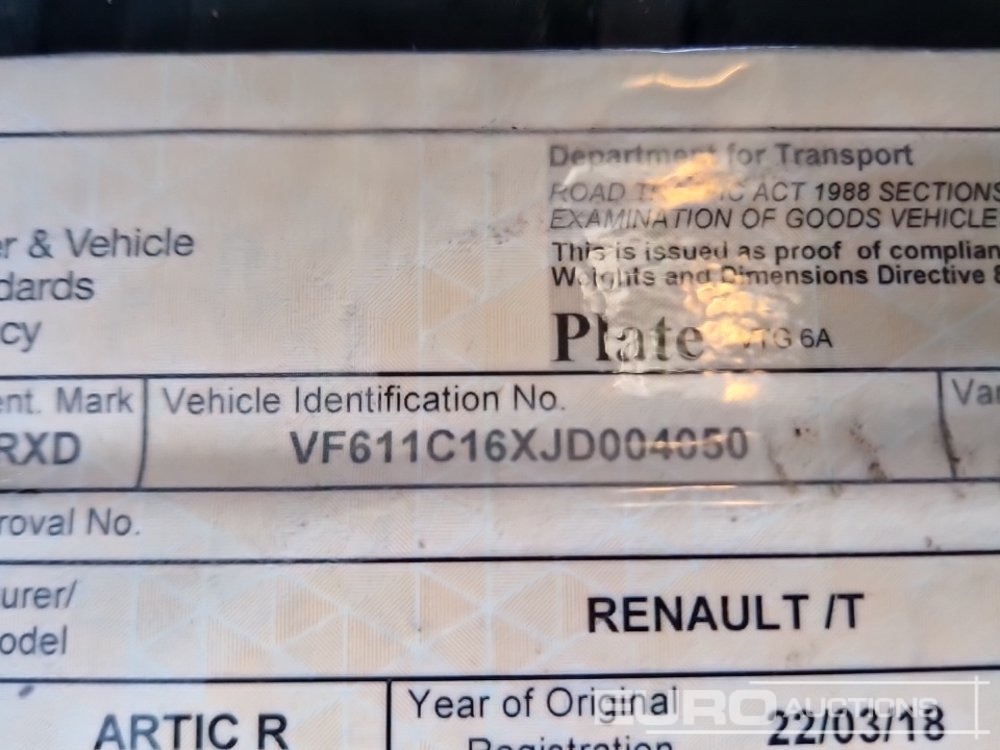 Department for Transport
ROAD TRAFFIC ACT 1988 SECTIONS
EXAMINATION OF GOODS VEHICLE
This is issued as proof of complian
Weights and Dimensions Directive 8
r & Vehicle
dards
cy
Plate VTG 6A
ent. Mark
RXD
Vehicle Identification No.
VF611C16XJD004050
Va
roval No.
urer/
odel
RENAULT /T
ARTIC R
Year of Original
Registration
22/03/18
EURO AUCTIONS